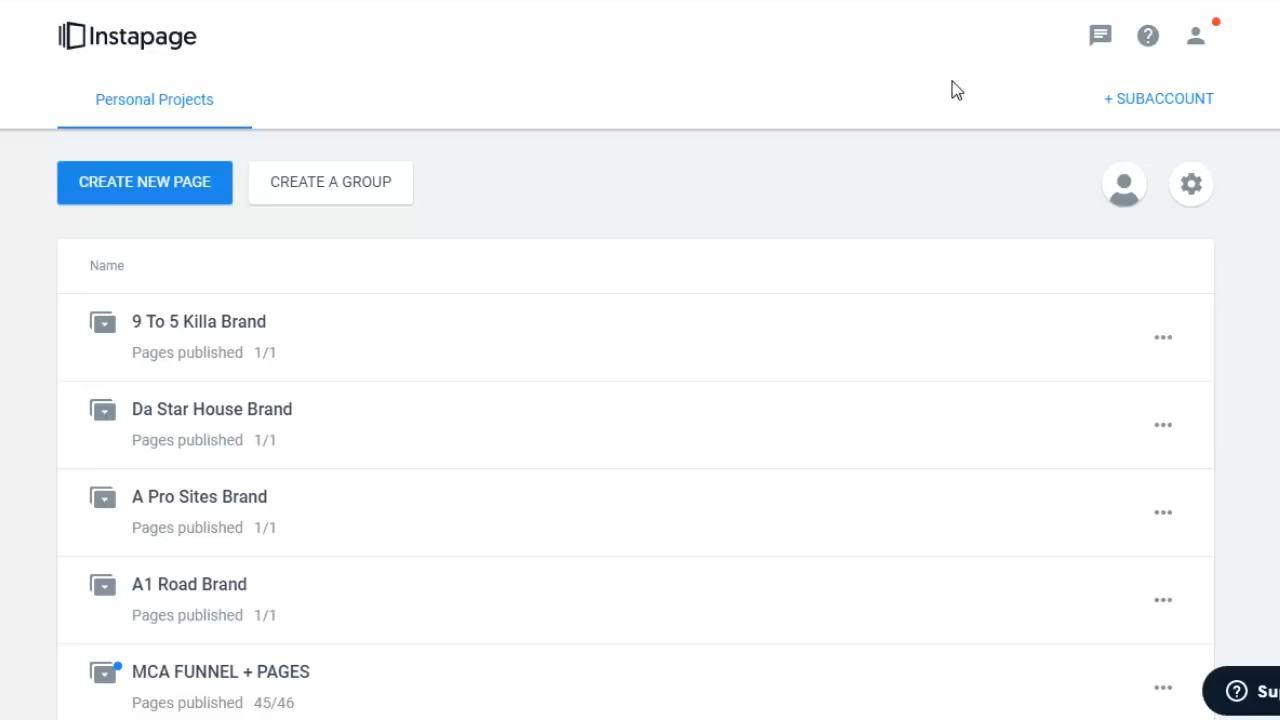 Instapage
Personal Projects
+ SUBACCOUNT
CREATE NEW PAGE
CREATE A GROUP
Name
9 To 5 Killa Brand
Pages published 1/1
Da Star House Brand
Pages published 1/1
A Pro Sites Brand
Pages published 1/1
A1 Road Brand
Pages published 1/1
MCA FUNNEL + PAGES
Pages published 45/46